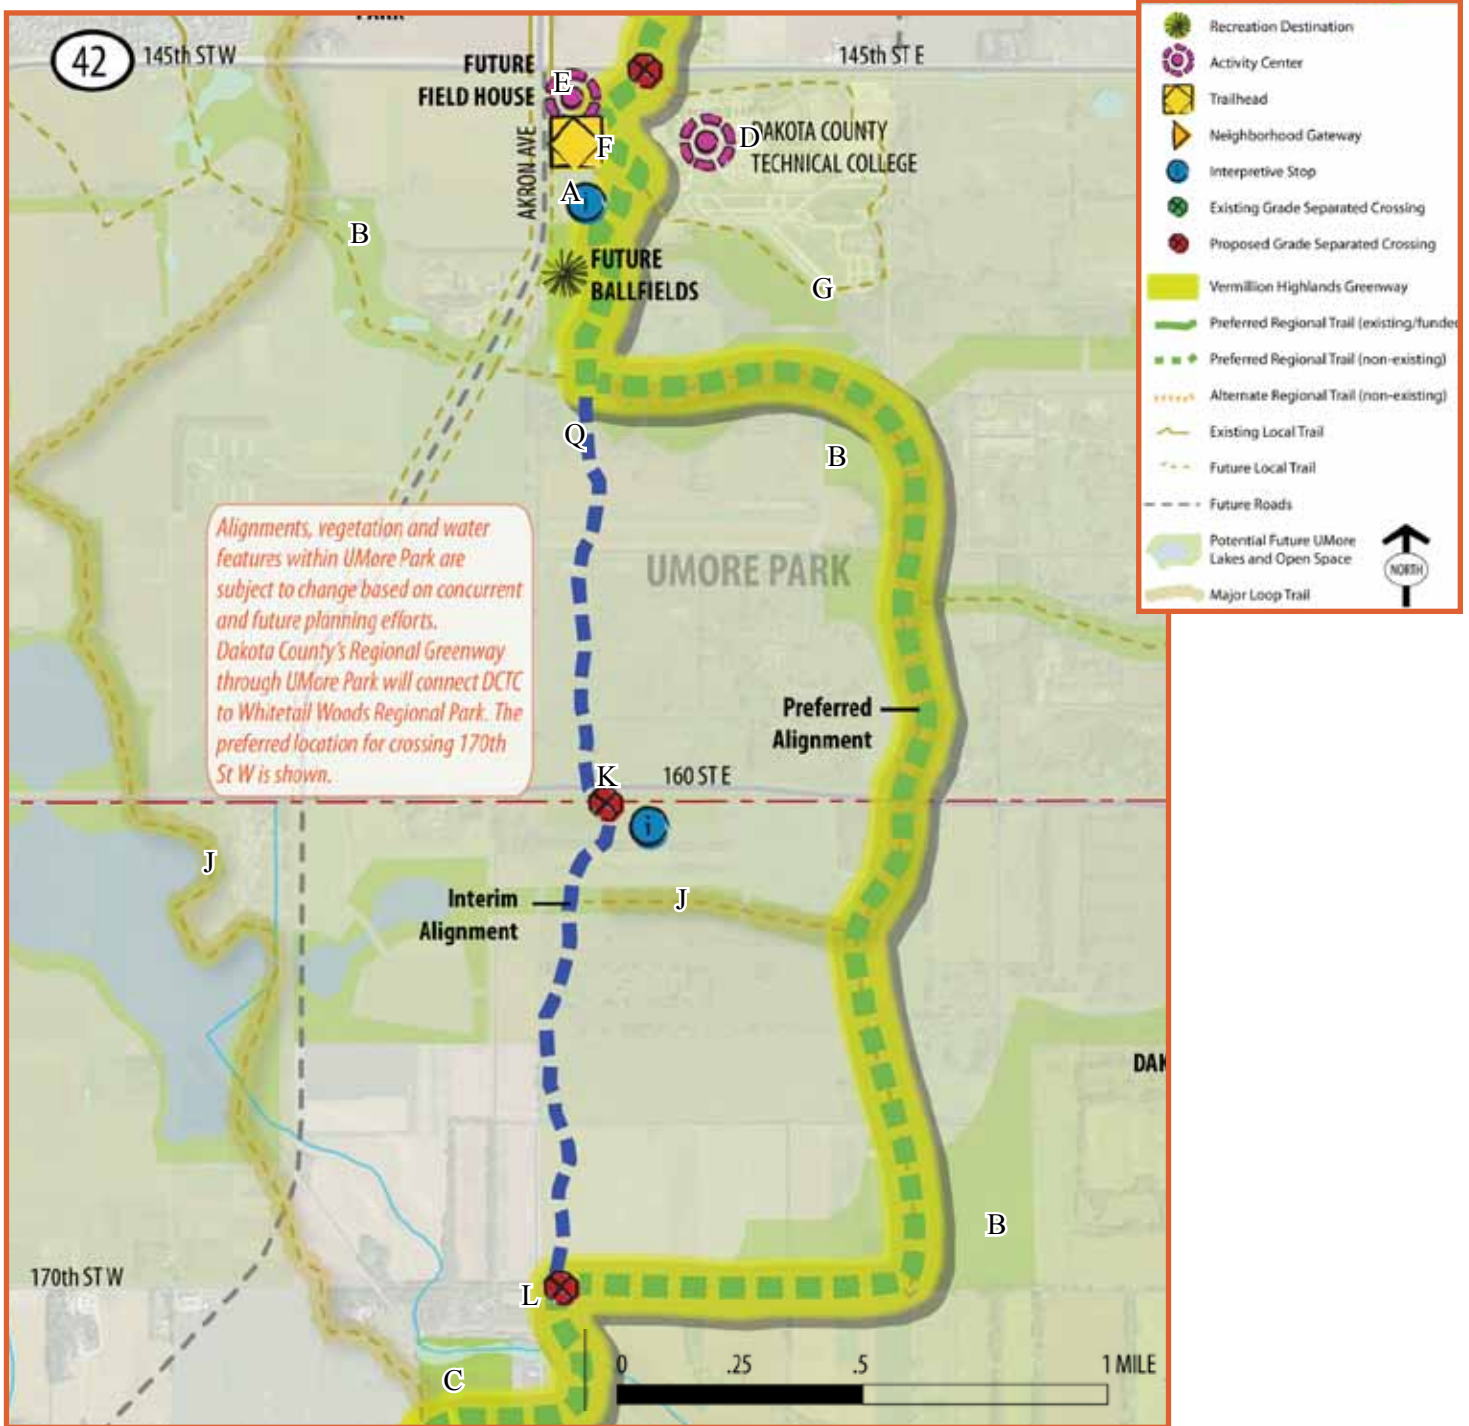 42
145th ST W
FUTURE
FIELD HOUSE
E
145th ST E
F
D
DAKOTA COUNTY
TECHNICAL COLLEGE
AKRON AVE
A
i
B
FUTURE
BALLFIELDS
G
Q
B
Alignments, vegetation and water
features within UMore Park are
subject to change based on concurrent
and future planning efforts.
Dakota County's Regional Greenway
through UMore Park will connect DCTC
to Whitetail Woods Regional Park. The
preferred location for crossing 170th
St W is shown.
UMORE PARK
Preferred
Alignment
K
160 ST E
i
J
J
Interim
Alignment
DAK
B
170th ST W
L
C
0
.25
.5
1 MILE
Recreation Destination
Activity Center
Trailhead
Neighborhood Gateway
Interpretive Stop
Existing Grade Separated Crossing
Proposed Grade Separated Crossing
Vermillion Highlands Greenway
Preferred Regional Trail (existing/funde
Preferred Regional Trail (non-existing)
Alternate Regional Trail (non-existing)
Existing Local Trail
Future Local Trail
Future Roads
Potential Future UMore
Lakes and Open Space
Major Loop Trail
NORTH